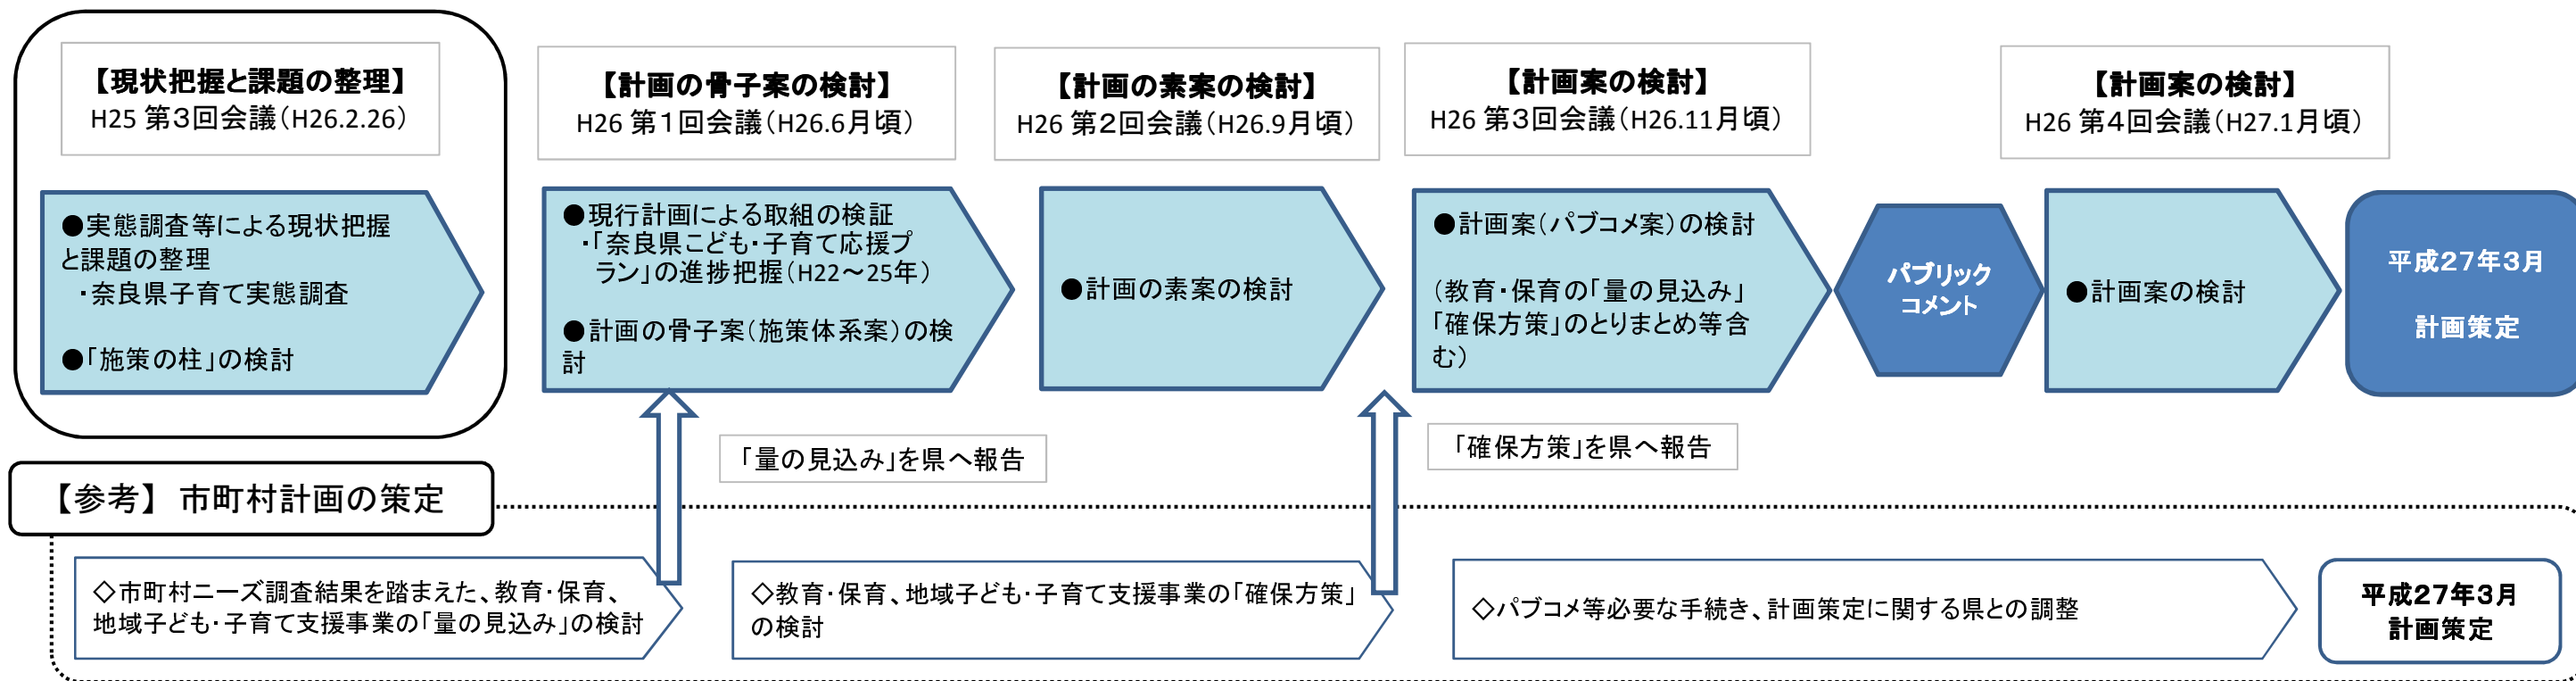 【現状把握と課題の整理】
H25 第3回会議（H26.2.26）
【計画の骨子案の検討】
H26 第1回会議（H26.6月頃）
【計画の素案の検討】
H26 第2回会議（H26.9月頃）
【計画案の検討】
H26 第3回会議（H26.11月頃）
【計画案の検討】
H26 第4回会議（H27.1月頃）
●実態調査等による現状把握
と課題の整理
・奈良県子育て実態調査
●「施策の柱」の検討
●現行計画による取組の検証
・「奈良県こども・子育て応援プ
ラン」の進捗把握（H22～25年）
●計画の骨子案（施策体系案）の検
討
●計画の素案の検討
●計画案（パブコメ案）の検討
（教育・保育の「量の見込み」
「確保方策」のとりまとめ等含
む）
パブリック
コメント
●計画案の検討
平成27年3月
計画策定
「量の見込み」を県へ報告
「確保方策」を県へ報告
【参考】 市町村計画の策定
◇市町村ニーズ調査結果を踏まえた、教育・保育、
地域子ども・子育て支援事業の「量の見込み」の検討
◇教育・保育、地域子ども・子育て支援事業の「確保方策」
の検討
◇パブコメ等必要な手続き、計画策定に関する県との調整
平成27年3月
計画策定